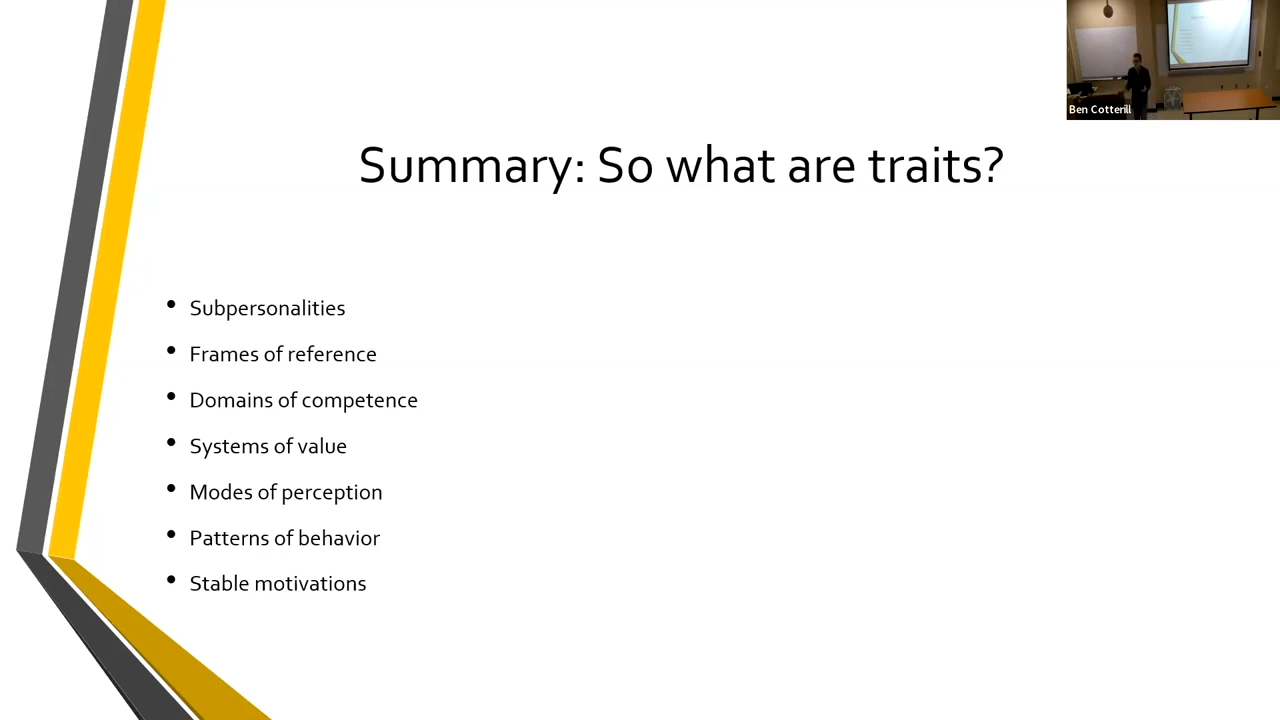 Ben Cotterill
Summary: So what are traits?
• Subpersonalities
• Frames of reference
• Domains of competence
• Systems of value
• Modes of perception
• Patterns of behavior
• Stable motivations